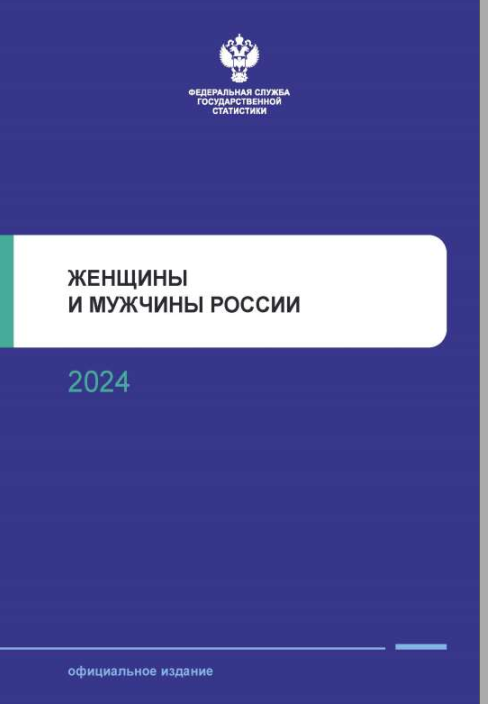 ФЕДЕРАЛЬНАЯ СЛУЖБА
ГОСУДАРСТВЕННОЙ
СТАТИСТИКИ
ЖЕНЩИНЫ
И МУЖЧИНЫ РОССИИ
2024
официальное издание